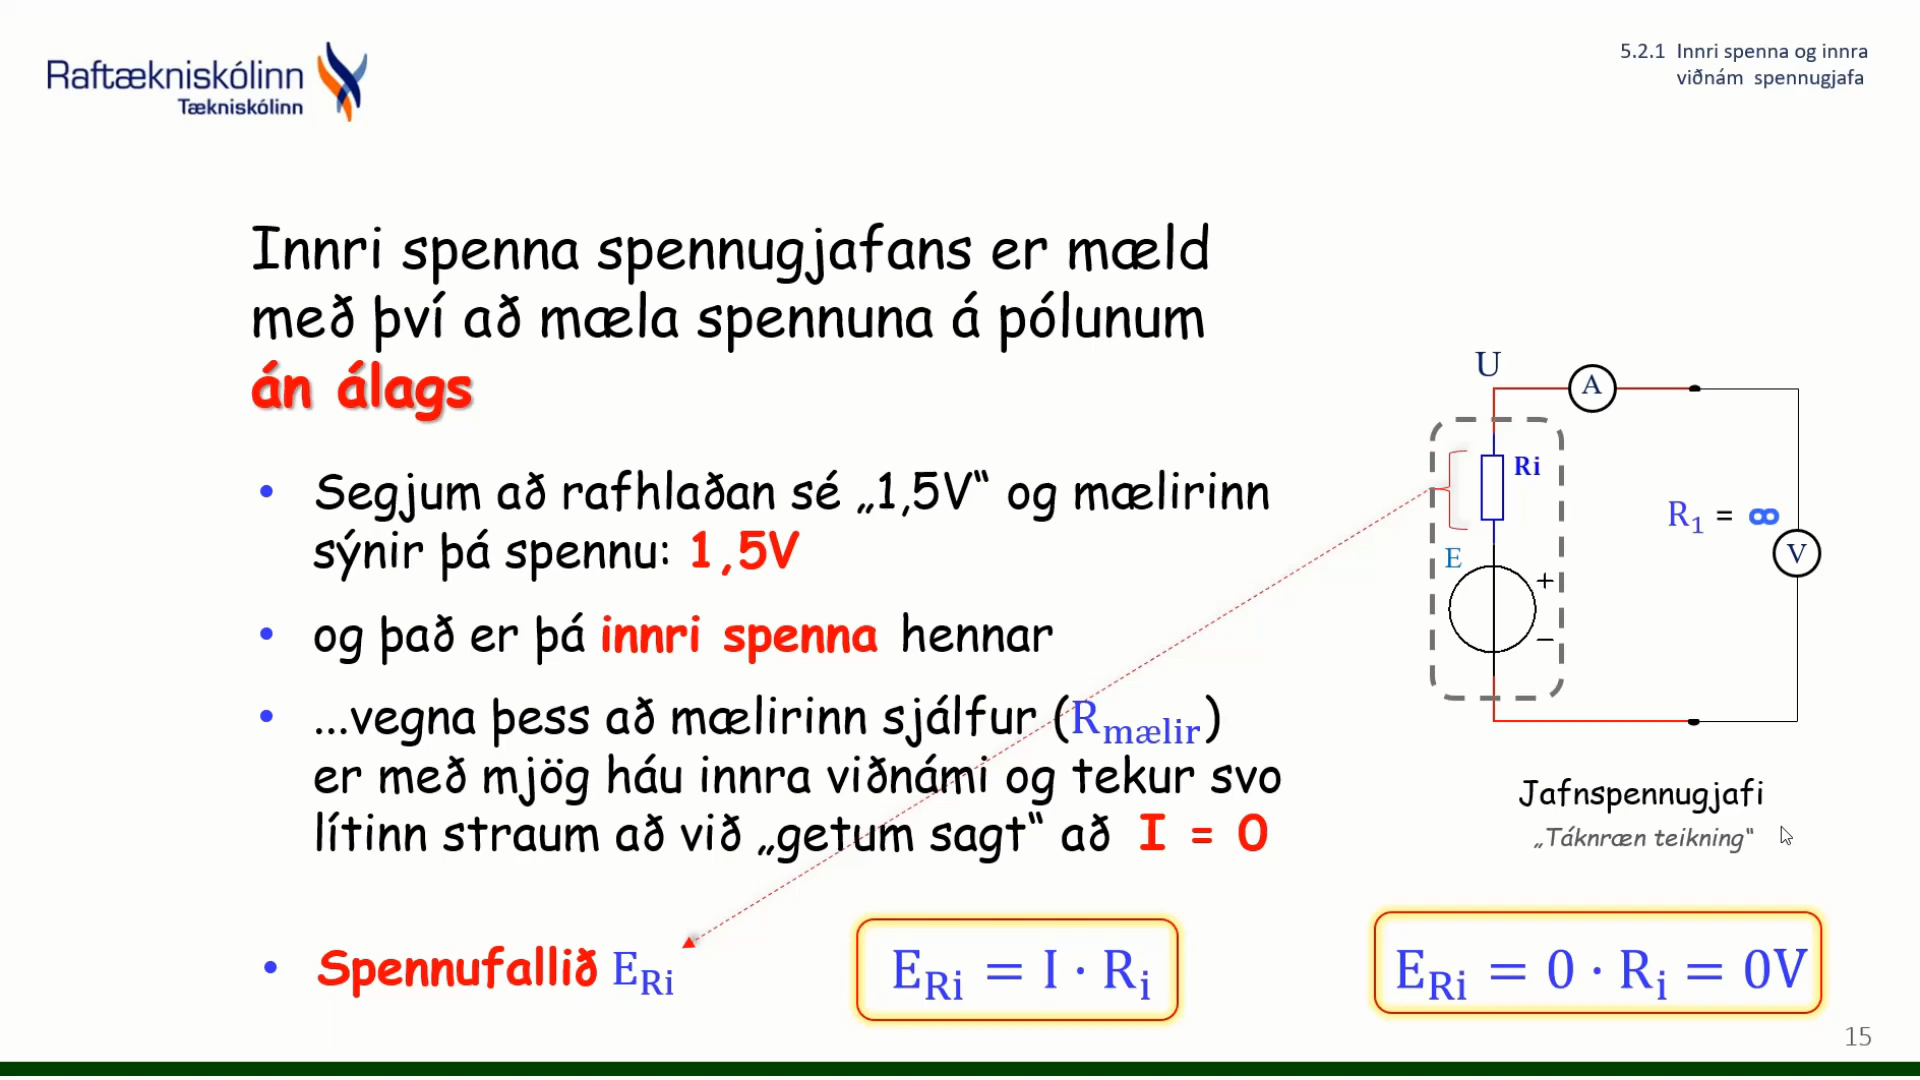 Raftækniskólinn
Tækniskólinn
5.2.1 Innri spenna og innra
viðnám spennugjafa
Innri spenna spennugjafans er mæld
með því að mæla spennuna á pólunum
án álags
• Segjum að rafhlaðan sé „1,5V“ og mælirinn
sýnir þá spennu: 1,5V
• og það er þá innri spenna hennar
• ...vegna þess að mælirinn sjálfur (Rmælir)
er með mjög háu innra viðnámi og tekur svo
lítinn straum að við „getum sagt“ að I = 0
• Spennufallið ERi
ERi = I · Ri
ERi = 0 · Ri = 0V
U
A
Ri
R1 = ∞
E
V
+
−
Jafnspennugjafi
„Táknræn teikning“
15